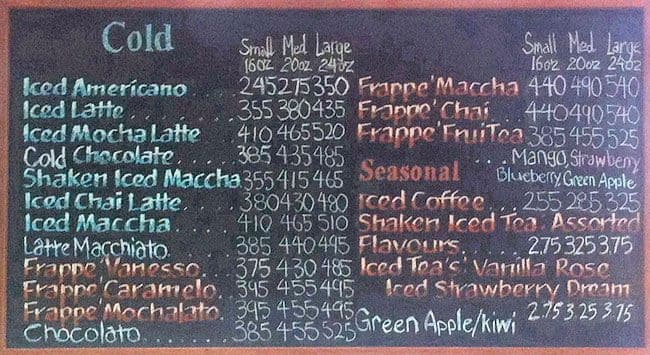 Cold
Small Med Large
16oz 20oz 24oz
Iced Americano 245 275 350
Iced Latte 355 380 435
Iced Mocha Latte 410 465 520
Cold Chocolate 385 435 485
Shaken Iced Maccha 355 415 465
Iced Chai Latte 380 430 480
Iced Maccha 410 465 510
Latte Macchiato 385 440 495
Frappe'Vanesso 375 430 485
Frappe'Caramelo 395 455 495
Frappe'Mochalato 395 455 495
Chocolato 385 455 525
Small Med Large
16oz 20oz 24oz
Frappe'Maccha 440 490 540
Frappe'Chai 440 490 540
Frappe'FruiTea 385 455 525
Mango Strawberry
Blueberry Green Apple
Seasonal
Iced Coffee 255 285 325
Shaken Iced Tea Assorted
Flavours 2.75 3.25 3.75
Iced Tea's: Vanilla Rose
Iced Strawberry Dream
2.75 3.25 3.75
Green Apple/kiwi